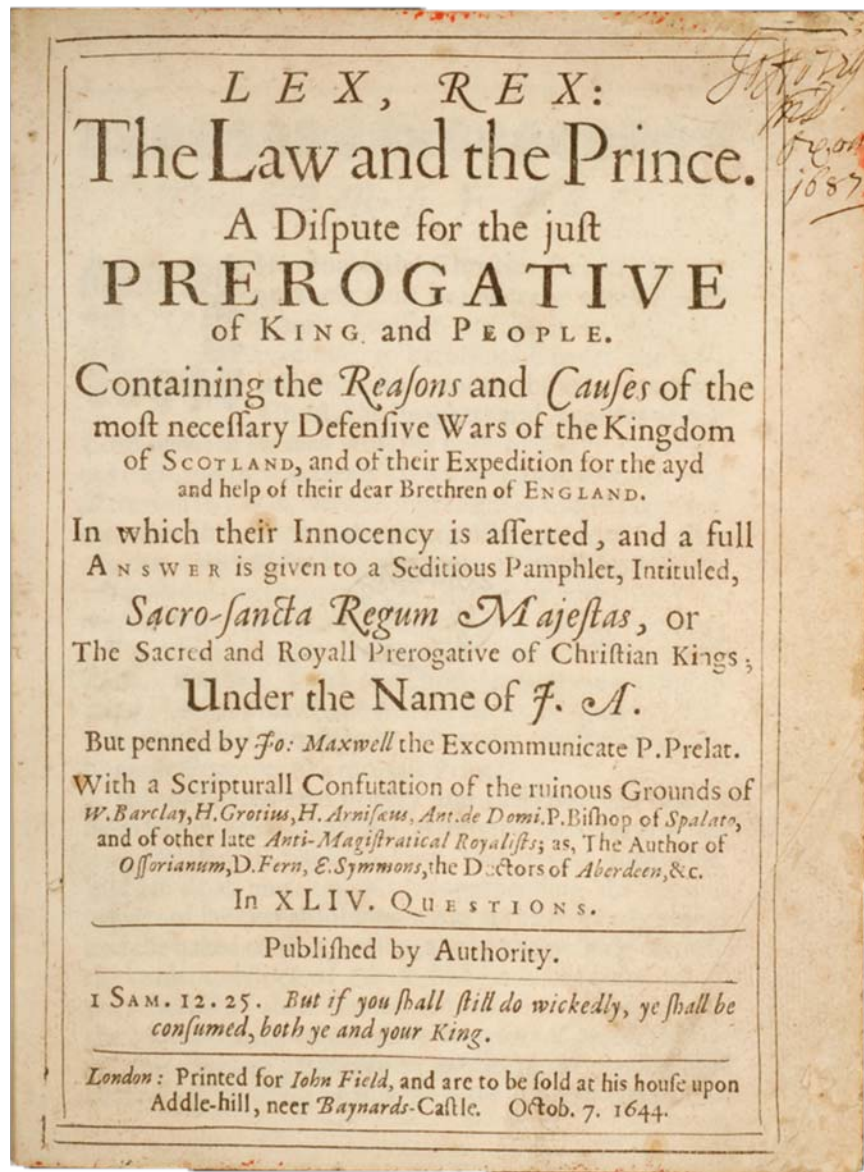 LEX, REX:
The Law and the Prince.
A Diſpute for the juſt
PREROGATIVE
of KING and PEOPLE.
Containing the Reaſons and Cauſes of the
moſt neceſſary Defenſive Wars of the Kingdom
of SCOTLAND, and of their Expedition for the ayd
and help of their dear Brethren of ENGLAND.
In which their Innocency is aſſerted, and a full
ANSWER is given to a Seditious Pamphlet, Intituled,
Sacro-ſancta Regum Majeſtas, or
The Sacred and Royall Prerogative of Chriſtian Kings;
Under the Name of J. A.
But penned by Jo: Maxwell the Excommunicate P. Prelat.
With a Scripturall Confutation of the ruinous Grounds of
W. Barclay, H. Grotius, H. Arniſæus, Ant. de Domi. P. Biſhop of Spalato,
and of other late Anti-Magiſtratical Royaliſts; as, The Author of
Oſſorianum, D. Fern, E. Symmons, the Doctors of Aberdeen, &c.
In XLIV. QUESTIONS.
Publiſhed by Authority.
1 SAM. 12. 25. But if you ſhall ſtill do wickedly, ye ſhall be
conſumed, both ye and your King.
London: Printed for Iohn Field, and are to be ſold at his houſe upon
Addle-hill, neer Baynards-Caſtle. Octob. 7. 1644.
1687